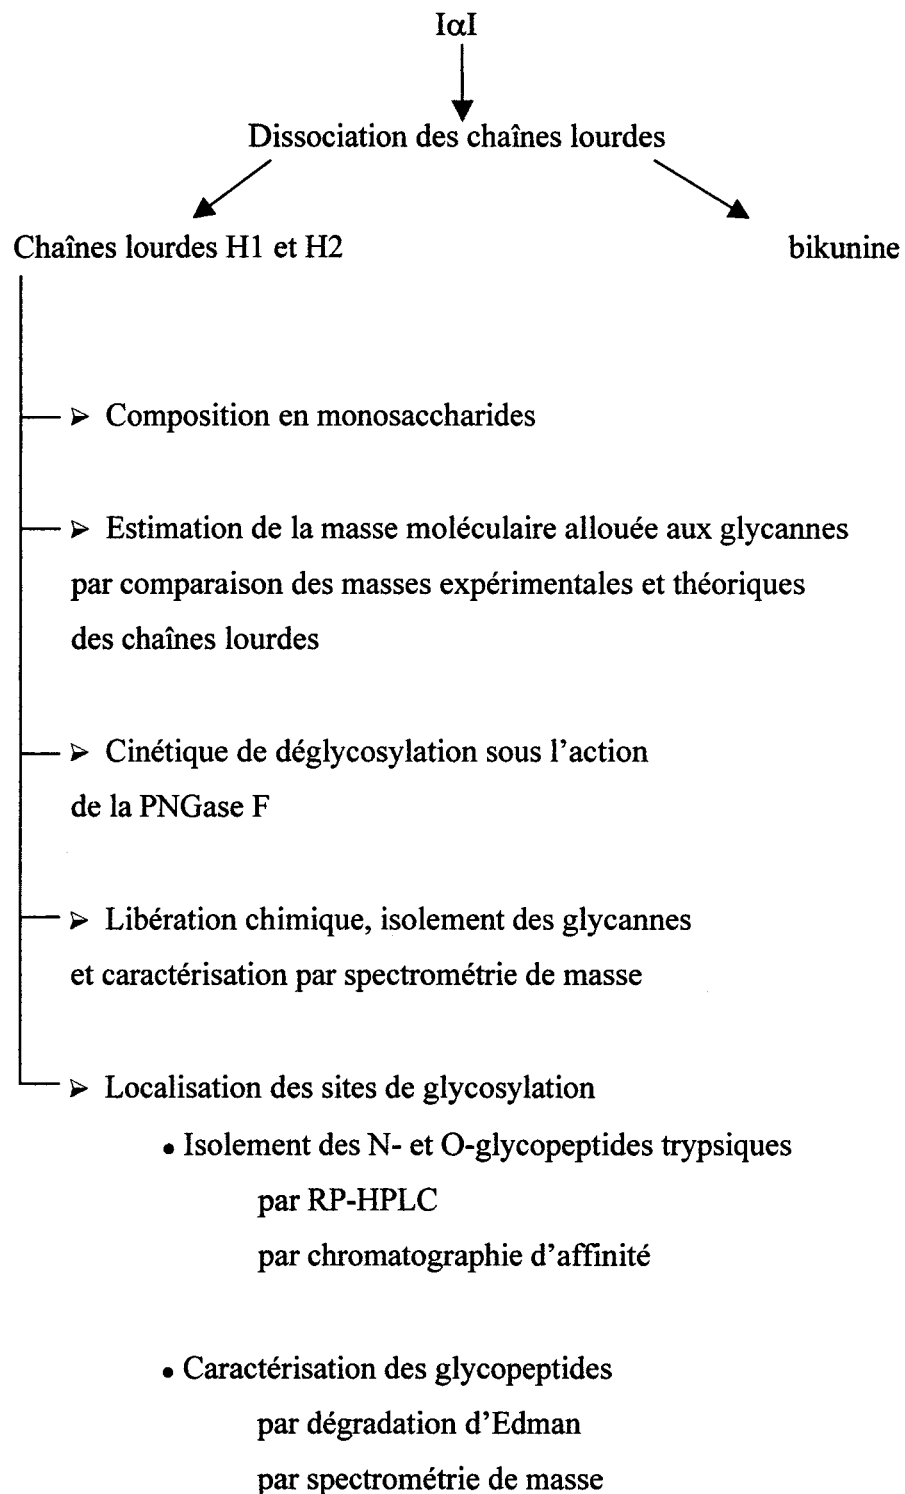 IαI
Dissociation des chaînes lourdes
Chaînes lourdes H1 et H2
bikunine
➢ Composition en monosaccharides
➢ Estimation de la masse moléculaire allouée aux glycannes
par comparaison des masses expérimentales et théoriques
des chaînes lourdes
➢ Cinétique de déglycosylation sous l'action
de la PNGase F
➢ Libération chimique, isolement des glycannes
et caractérisation par spectrométrie de masse
➢ Localisation des sites de glycosylation
• Isolement des N- et O-glycopeptides trypsiques
par RP-HPLC
par chromatographie d'affinité
• Caractérisation des glycopeptides
par dégradation d'Edman
par spectrométrie de masse